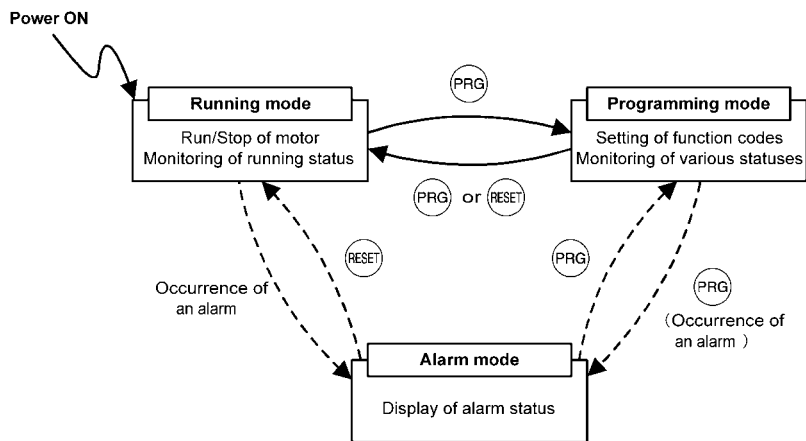 Power ON
Running mode
Run/Stop of motor
Monitoring of running status
PRG
Programming mode
Setting of function codes
Monitoring of various statuses
PRG or RESET
Occurrence of
an alarm
RESET
PRG
PRG
(Occurrence of
an alarm )
Alarm mode
Display of alarm status